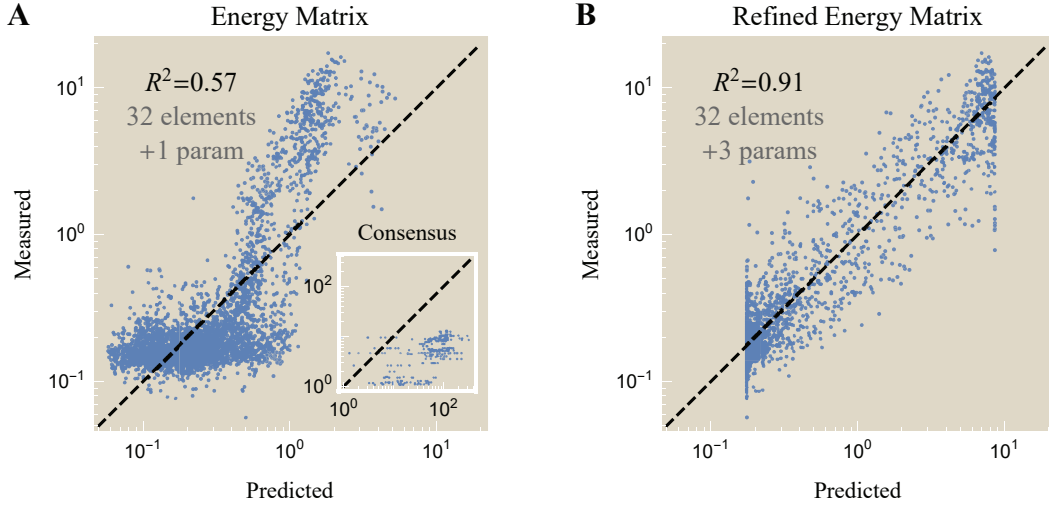 A
Energy Matrix
R²=0.57
32 elements
+1 param
10¹
10⁰
10⁻¹
Measured
Consensus
10²
10⁰
10⁰
10²
10⁻¹
10⁰
10¹
Predicted
B
Refined Energy Matrix
R²=0.91
32 elements
+3 params
10¹
10⁰
10⁻¹
Measured
10⁻¹
10⁰
10¹
Predicted